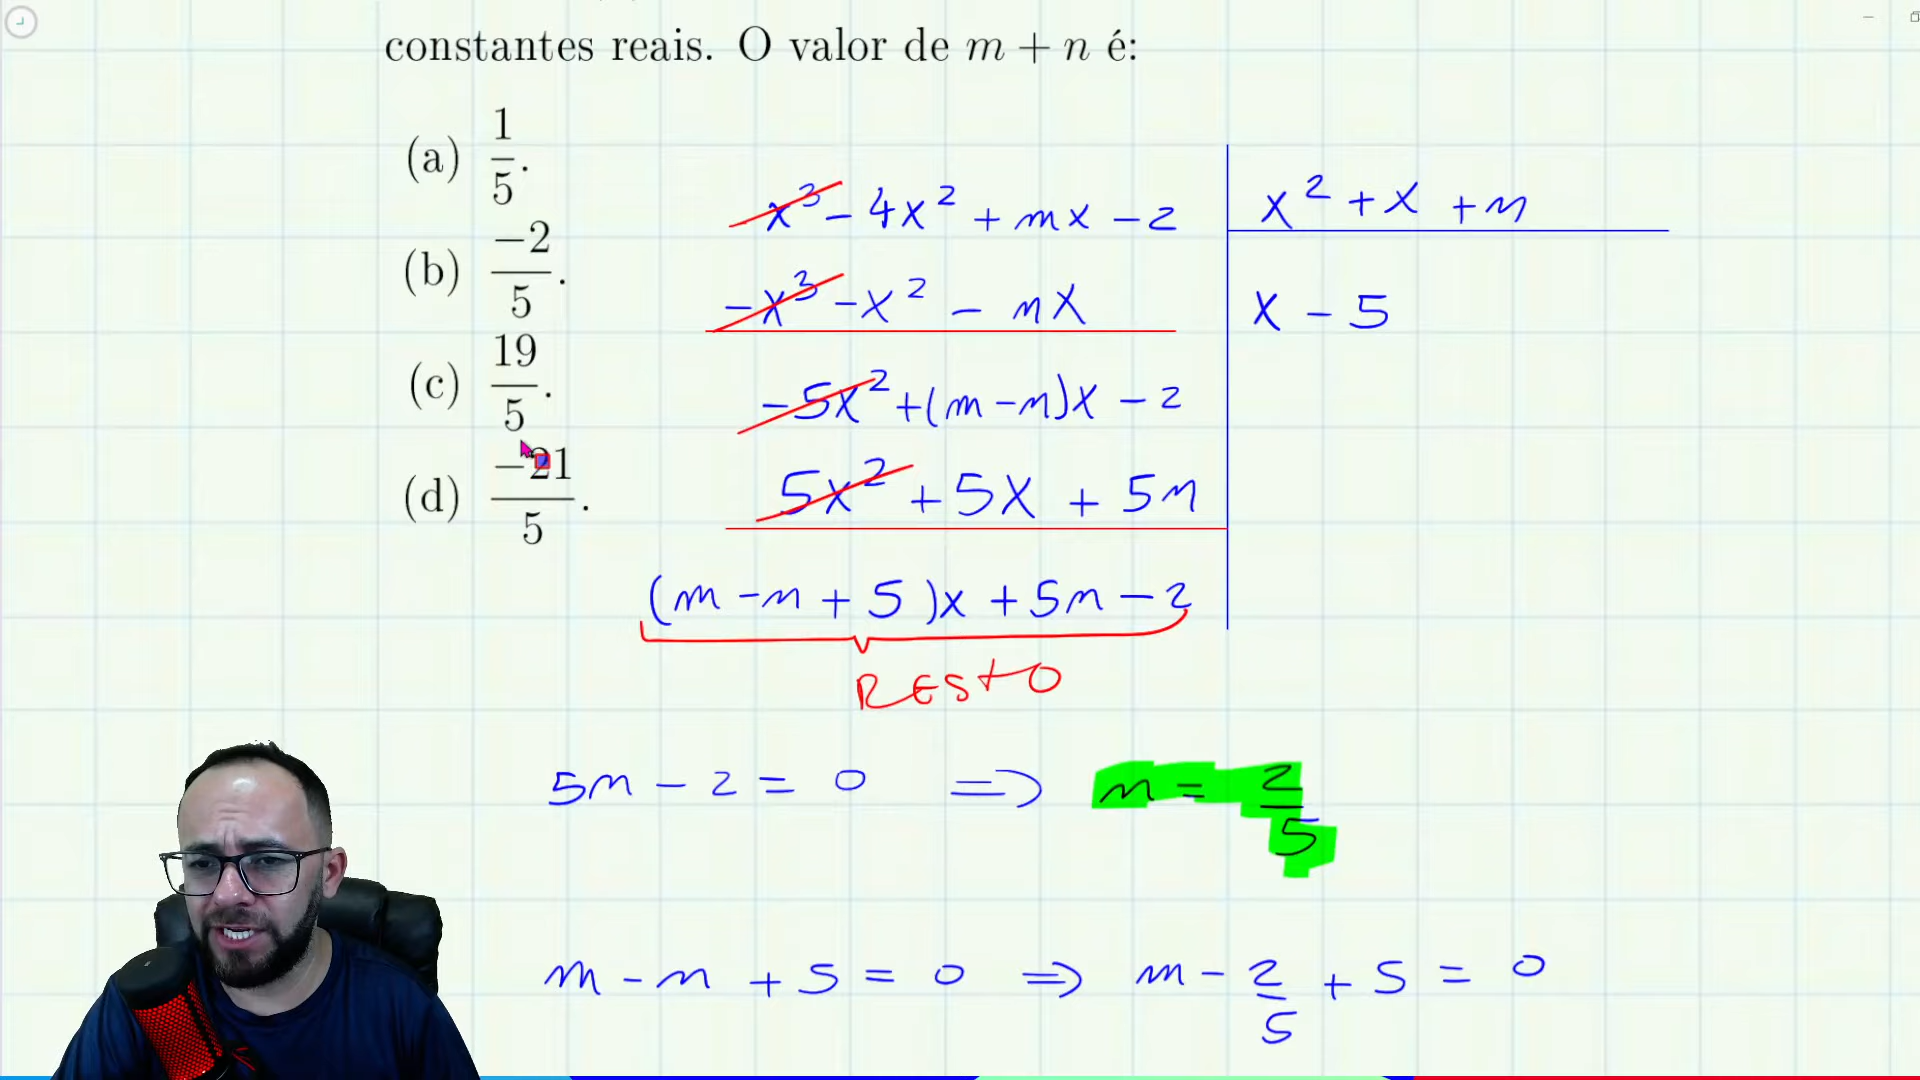 constantes reais. O valor de m + n é:
(a) 1/5.
(b) −2/5.
(c) 19/5.
(d) −21/5.
x³ − 4x² + mx − 2
x² + x + n
−x³ − x² − nx
x − 5
−5x² + (m − n)x − 2
5x² + 5x + 5n
(m − n + 5)x + 5n − 2
RESTO
5n − 2 = 0 ⇒ n = 2/5
m − n + 5 = 0 ⇒ m − 2/5 + 5 = 0